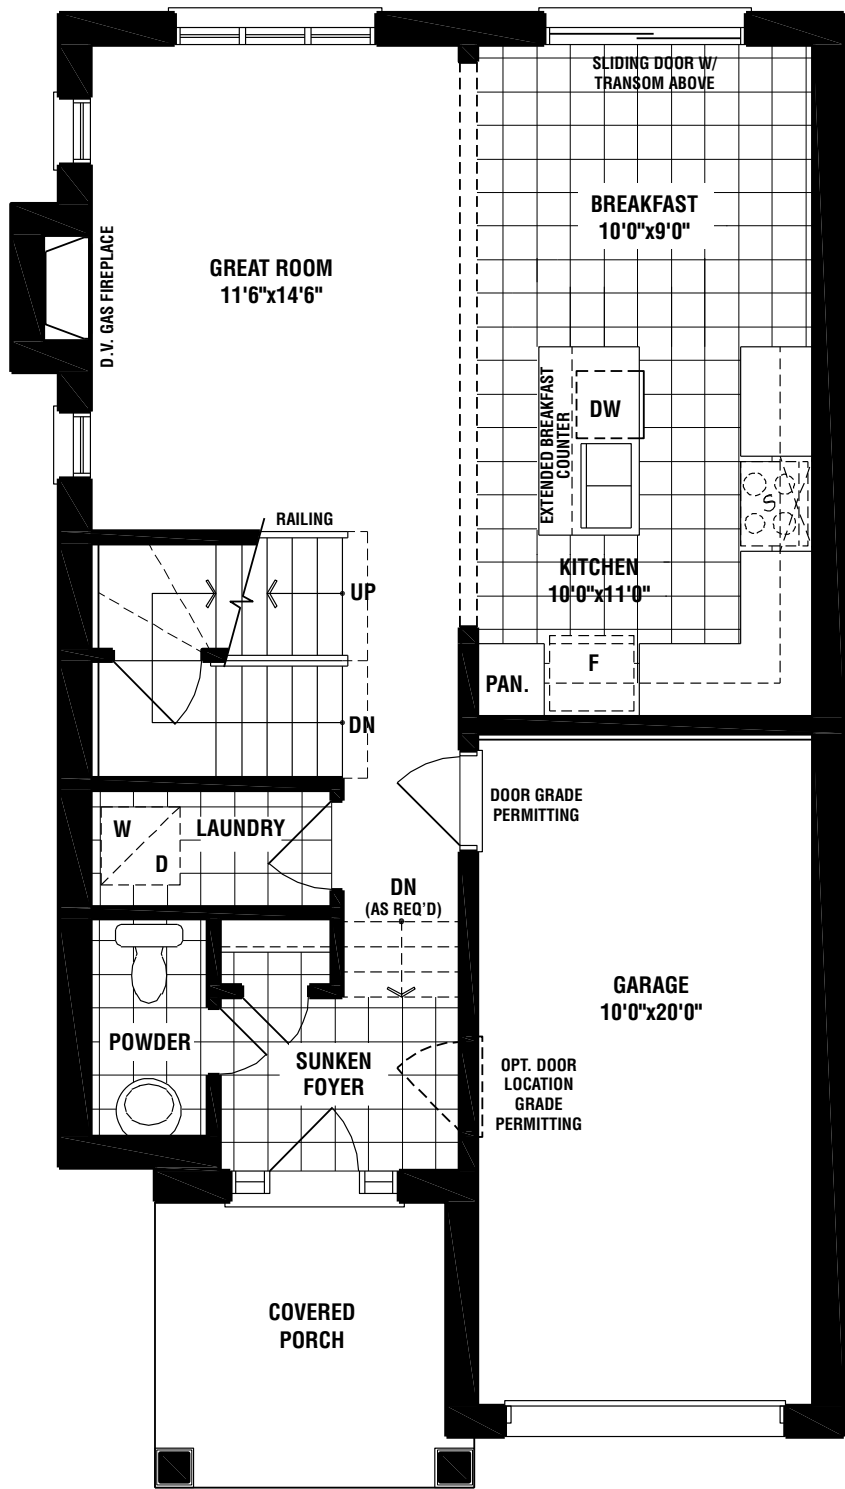 SLIDING DOOR W/
TRANSOM ABOVE
BREAKFAST
10'0"x9'0"
GREAT ROOM
11'6"x14'6"
D.V. GAS FIREPLACE
EXTENDED BREAKFAST
COUNTER
DW
S
RAILING
KITCHEN
10'0"x11'0"
UP
F
PAN.
DN
DOOR GRADE
PERMITTING
W
D
LAUNDRY
DN
(AS REQ'D)
GARAGE
10'0"x20'0"
POWDER
SUNKEN
FOYER
OPT. DOOR
LOCATION
GRADE
PERMITTING
COVERED
PORCH